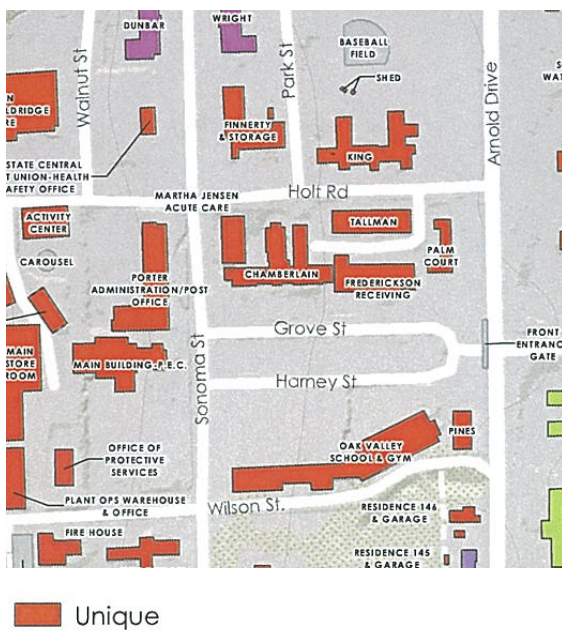 DUNBAR
WRIGHT
BASEBALL
FIELD
SHED
Walnut St
Park St
Arnold Drive
FINNERTY
& STORAGE
KING
LDRIDGE
STATE CENTRAL
T UNION-HEALTH
AFETY OFFICE
MARTHA JENSEN
ACUTE CARE
Holt Rd
ACTIVITY
CENTER
TALLMAN
CAROUSEL
PALM
COURT
PORTER
ADMINISTRATION/POST
OFFICE
CHAMBERLAIN
FREDERICKSON
RECEIVING
Sonoma St
Grove St
FRONT
ENTRANC
GATE
MAIN
STORE
ROOM
MAIN BUILDING-P.E.C.
Harney St
OAK VALLEY
SCHOOL & GYM
PINES
OFFICE OF
PROTECTIVE
SERVICES
PLANT OPS WAREHOUSE
& OFFICE
Wilson St.
RESIDENCE 146
& GARAGE
FIRE HOUSE
RESIDENCE 145
& GARAGE
Unique